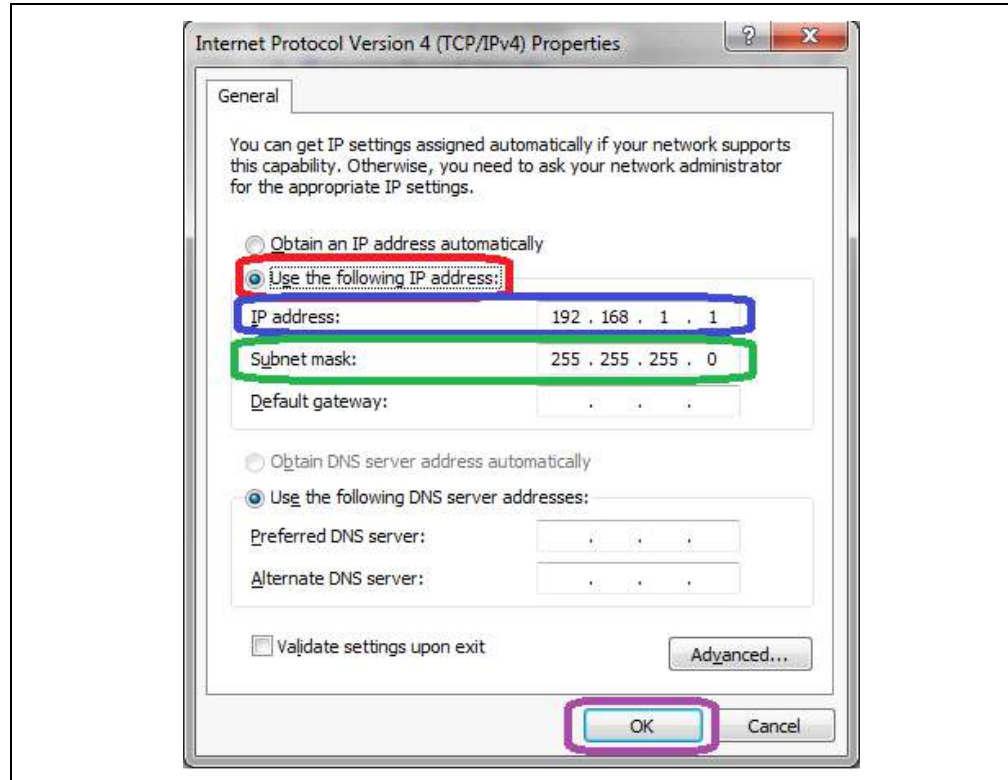 Internet Protocol Version 4 (TCP/IPv4) Properties
General
You can get IP settings assigned automatically if your network supports
this capability. Otherwise, you need to ask your network administrator
for the appropriate IP settings.
Obtain an IP address automatically
Use the following IP address:
IP address: 192 . 168 . 1 . 1
Subnet mask: 255 . 255 . 255 . 0
Default gateway: . . .
Obtain DNS server address automatically
Use the following DNS server addresses:
Preferred DNS server: . . .
Alternate DNS server: . . .
Validate settings upon exit
Advanced...
OK Cancel